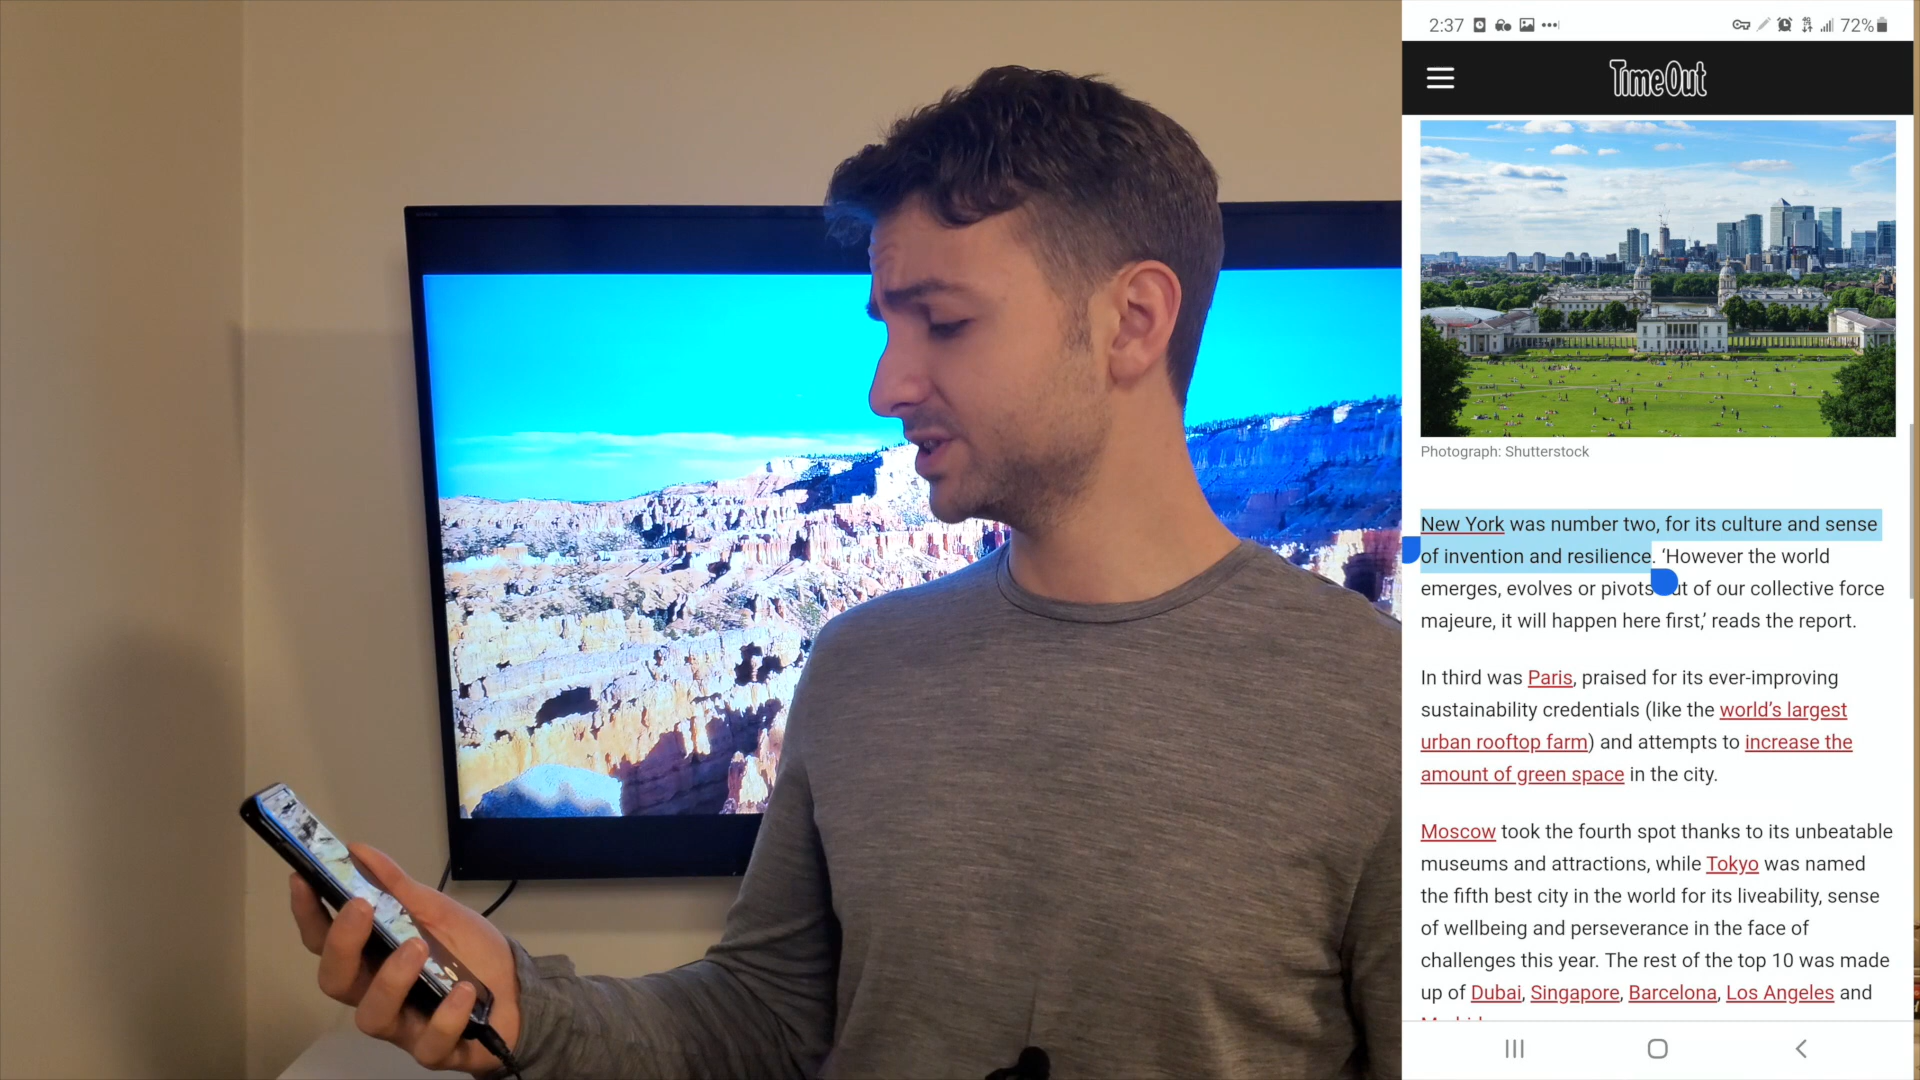 2:37
72%
TimeOut
Photograph: Shutterstock
New York was number two, for its culture and sense
of invention and resilience. ‘However the world
emerges, evolves or pivots ut of our collective force
majeure, it will happen here first,’ reads the report.
In third was Paris, praised for its ever-improving
sustainability credentials (like the world’s largest
urban rooftop farm) and attempts to increase the
amount of green space in the city.
Moscow took the fourth spot thanks to its unbeatable
museums and attractions, while Tokyo was named
the fifth best city in the world for its liveability, sense
of wellbeing and perseverance in the face of
challenges this year. The rest of the top 10 was made
up of Dubai, Singapore, Barcelona, Los Angeles and